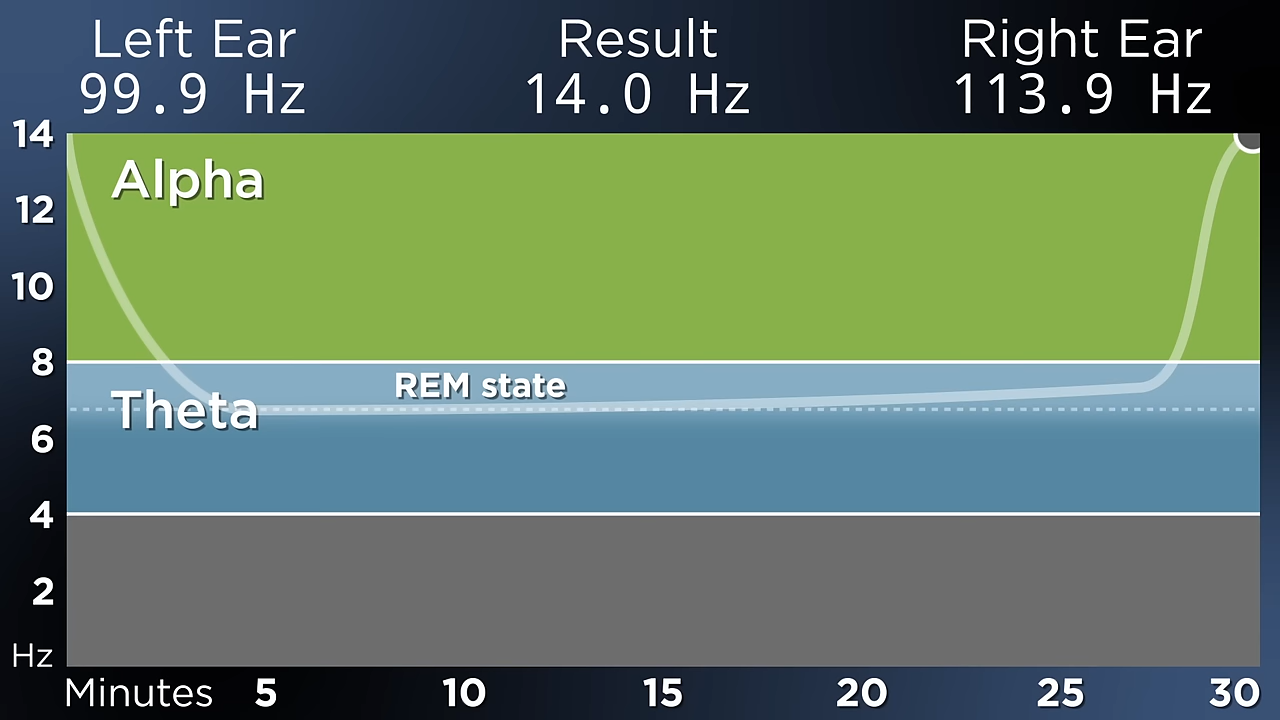 Left Ear Result Right Ear
99.9 Hz 14.0 Hz 113.9 Hz
14
Alpha
12
10
8
REM state
Theta
6
4
2
Hz
Minutes 5 10 15 20 25 30